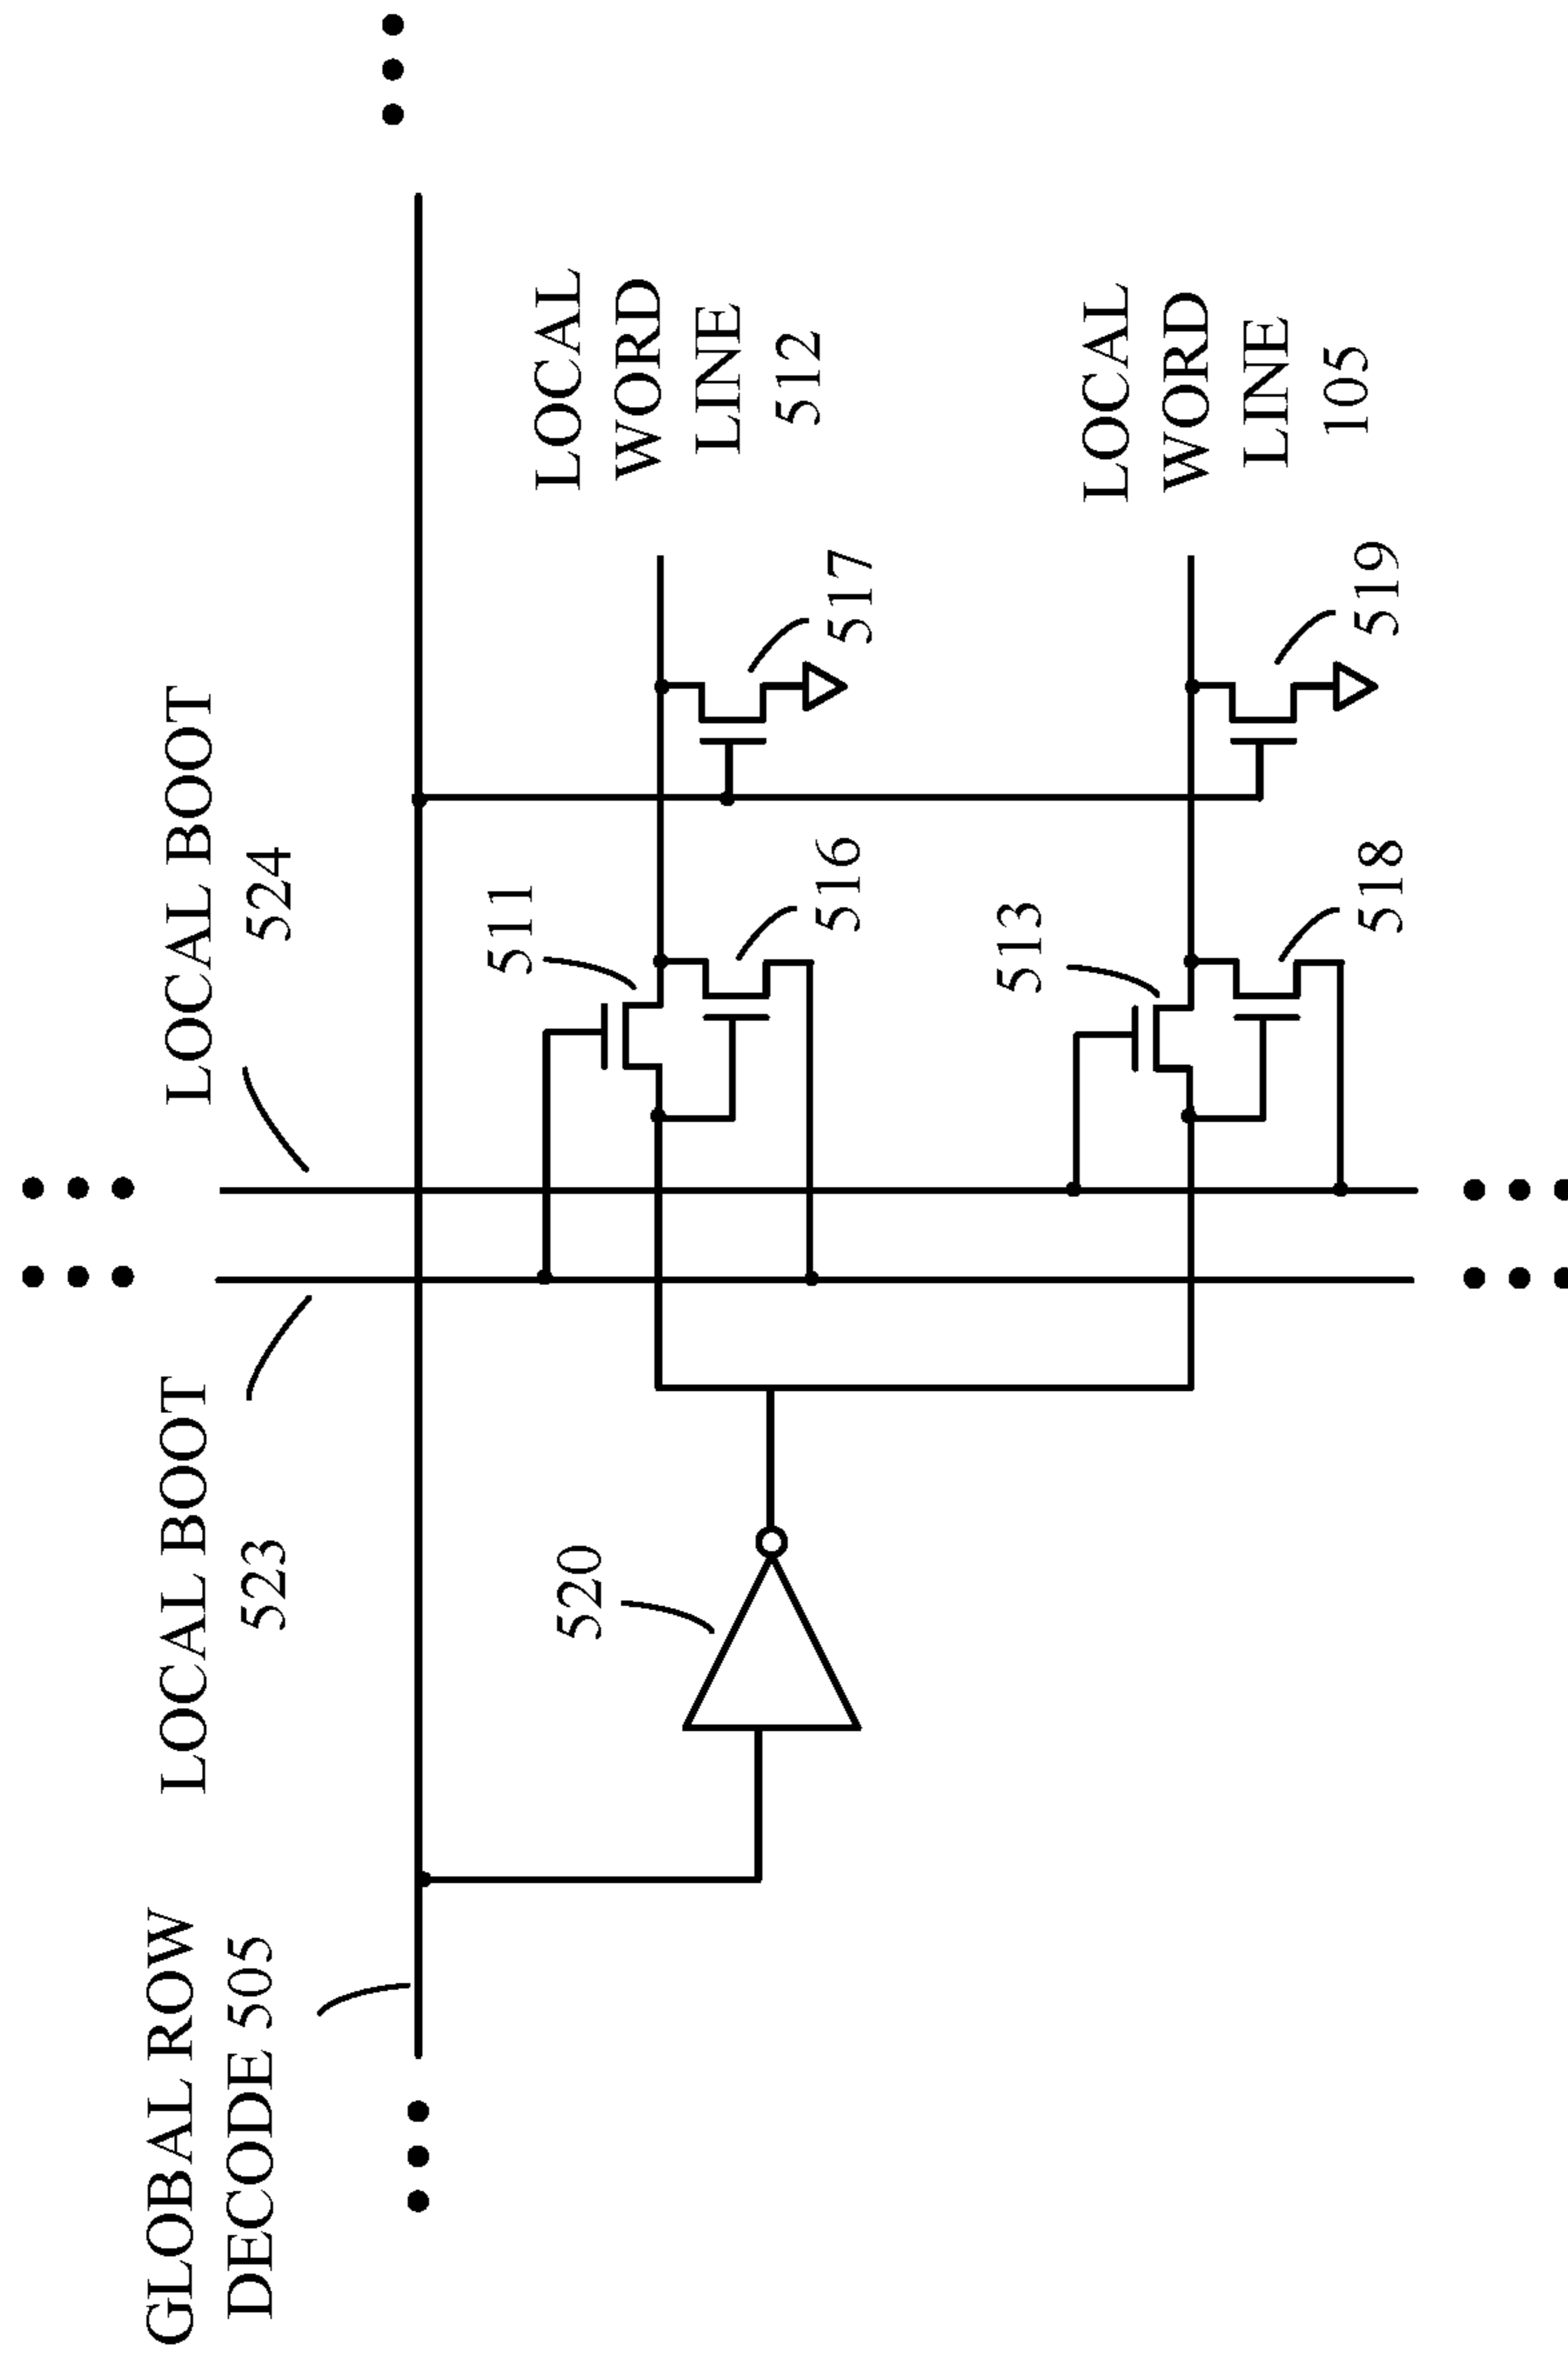 GLOBAL ROW
DECODE 505
LOCAL BOOT
523
LOCAL BOOT
524
520
511
516
517
LOCAL
WORD
LINE
512
513
518
519
LOCAL
WORD
LINE
105